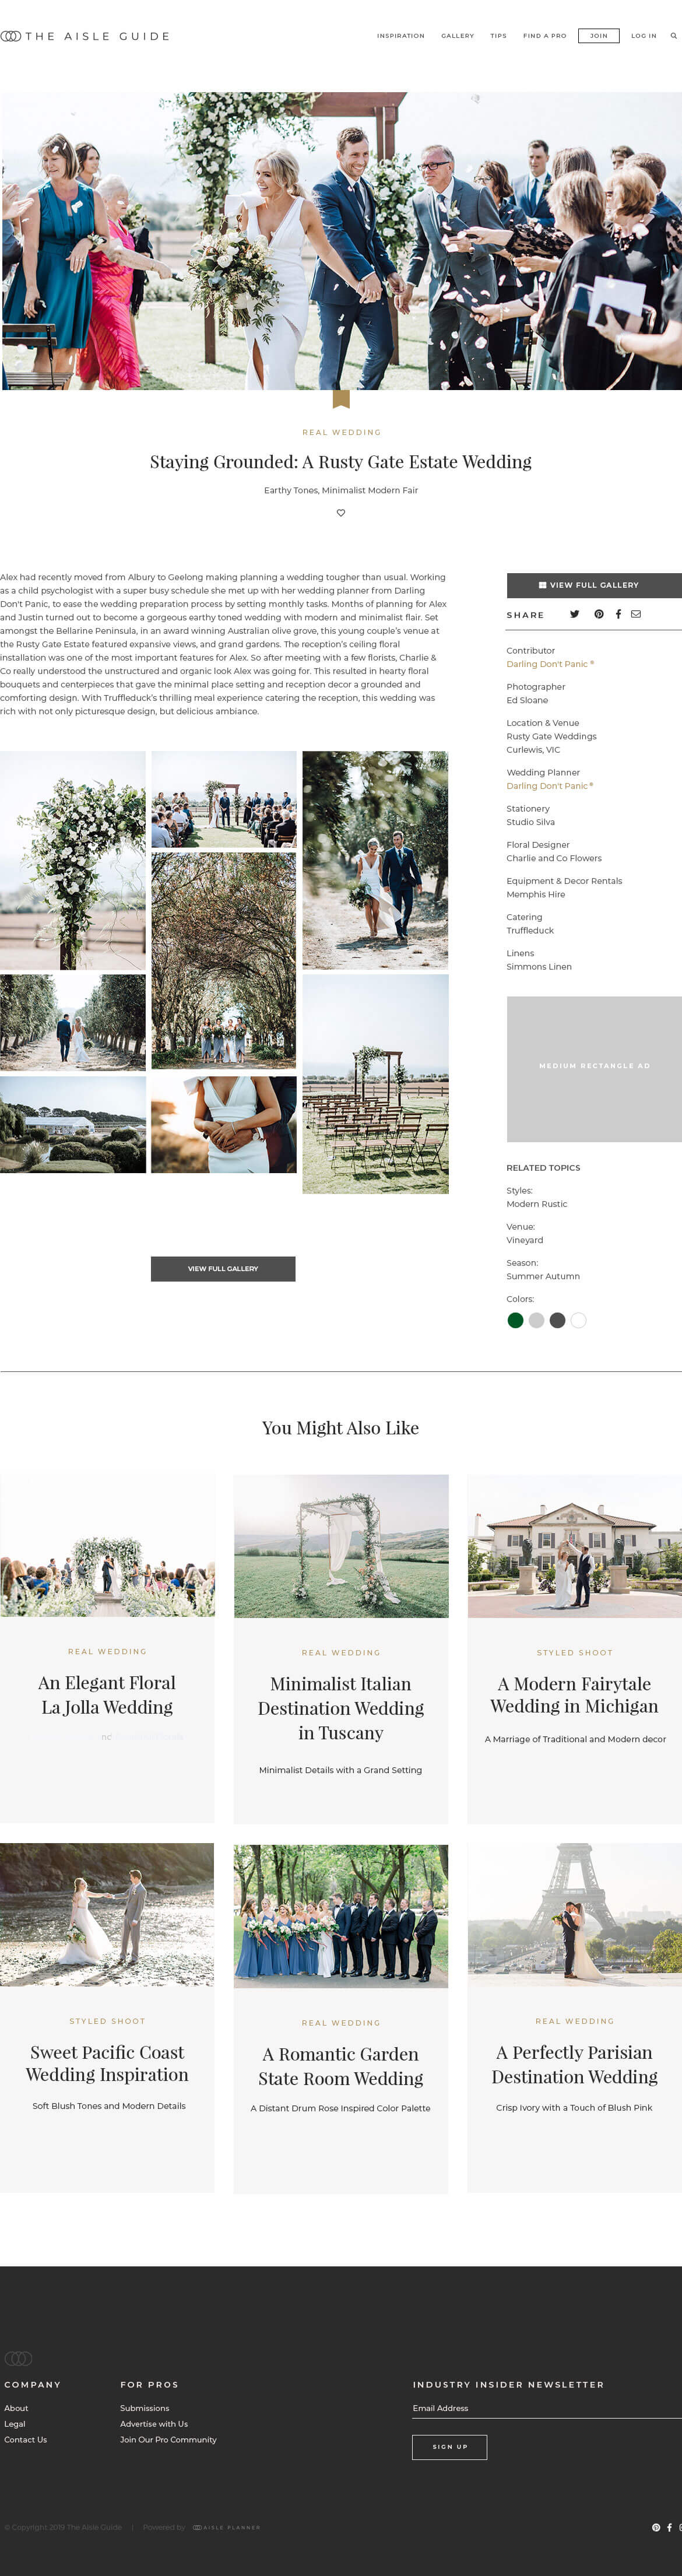 THE AISLE GUIDE
INSPIRATION GALLERY TIPS FIND A PRO JOIN LOG IN
REAL WEDDING
Staying Grounded: A Rusty Gate Estate Wedding
Earthy Tones, Minimalist Modern Fair
Alex had recently moved from Albury to Geelong making planning a wedding tougher than usual. Working
as a child psychologist with a super busy schedule she met up with her wedding planner from Darling
Don't Panic, to ease the wedding preparation process by setting monthly tasks. Months of planning for Alex
and Justin turned out to become a gorgeous earthy toned wedding with modern and minimalist flair. Set
amongst the Bellarine Peninsula, in an award winning Australian olive grove, this young couple's venue at
the Rusty Gate Estate featured expansive views, and grand gardens. The reception's ceiling floral
installation was one of the most important features for Alex. So after meeting with a few florists, Charlie &
Co really understood the unstructured and organic look Alex was going for. This resulted in hearty floral
bouquets and centerpieces that gave the minimal place setting and reception decor a grounded and
comforting design. With Truffleduck's thrilling meal experience catering the reception, this wedding was
rich with not only picturesque design, but delicious ambiance.
VIEW FULL GALLERY
VIEW FULL GALLERY
SHARE
Contributor
Darling Don't Panic
Photographer
Ed Sloane
Location & Venue
Rusty Gate Weddings
Curlewis, VIC
Wedding Planner
Darling Don't Panic
Stationery
Studio Silva
Floral Designer
Charlie and Co Flowers
Equipment & Decor Rentals
Memphis Hire
Catering
Truffleduck
Linens
Simmons Linen
MEDIUM RECTANGLE AD
RELATED TOPICS
Styles:
Modern Rustic
Venue:
Vineyard
Season:
Summer Autumn
Colors:
You Might Also Like
REAL WEDDING
An Elegant Floral
La Jolla Wedding
REAL WEDDING
Minimalist Italian
Destination Wedding
in Tuscany
Minimalist Details with a Grand Setting
STYLED SHOOT
A Modern Fairytale
Wedding in Michigan
A Marriage of Traditional and Modern decor
STYLED SHOOT
Sweet Pacific Coast
Wedding Inspiration
Soft Blush Tones and Modern Details
REAL WEDDING
A Romantic Garden
State Room Wedding
A Distant Drum Rose Inspired Color Palette
REAL WEDDING
A Perfectly Parisian
Destination Wedding
Crisp Ivory with a Touch of Blush Pink
COMPANY
About
Legal
Contact Us
FOR PROS
Submissions
Advertise with Us
Join Our Pro Community
INDUSTRY INSIDER NEWSLETTER
Email Address
SIGN UP
© Copyright 2019 The Aisle Guide | Powered by AISLE PLANNER